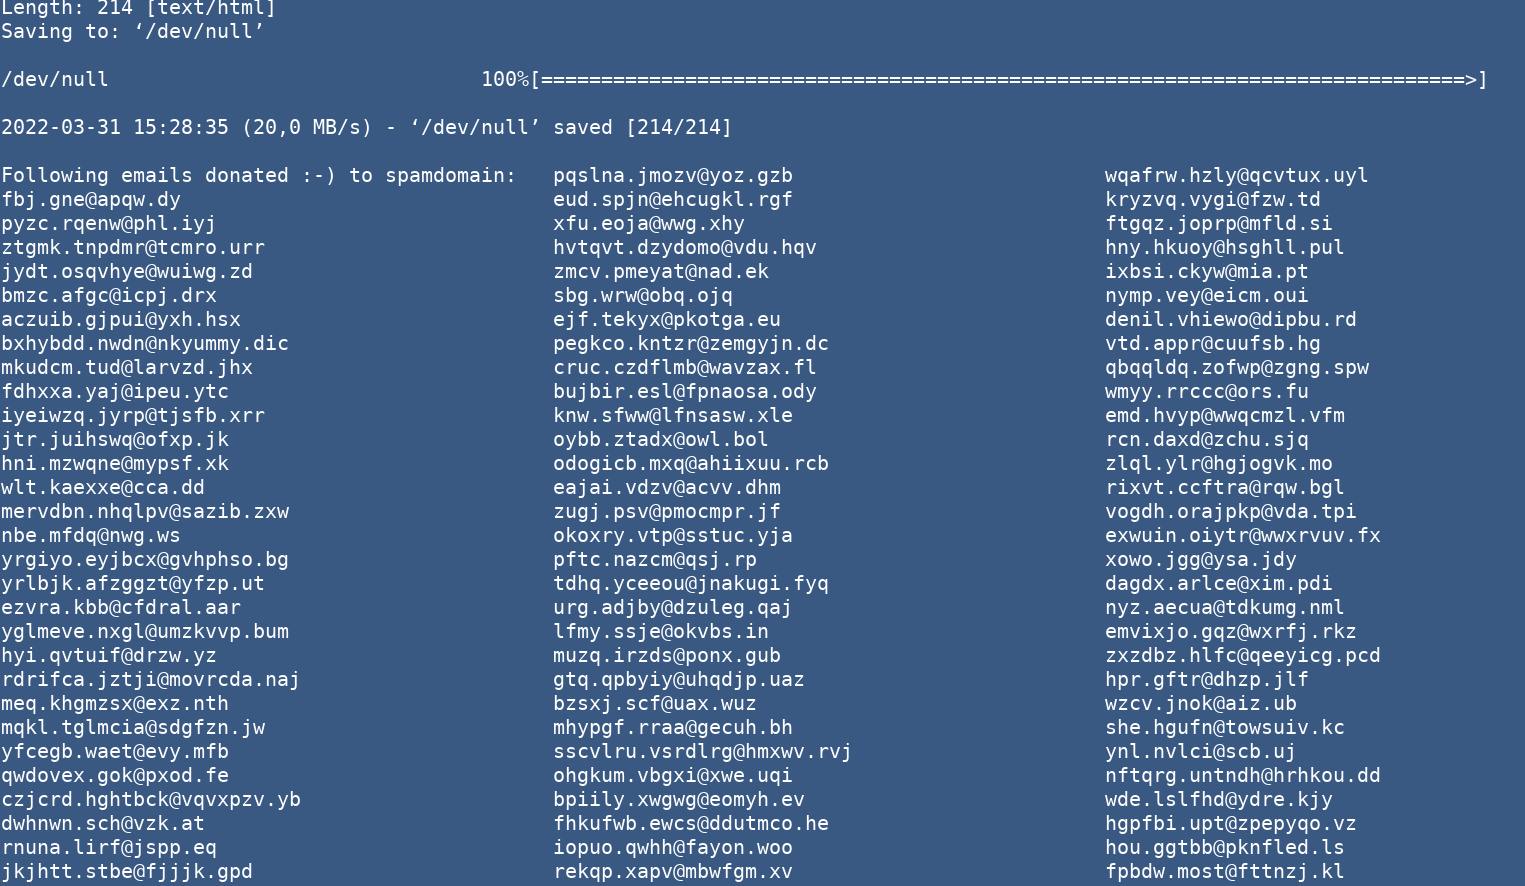 Length: 214 [text/html]
Saving to: ‘/dev/null’
/dev/null 100%[=============================================================================>]
2022-03-31 15:28:35 (20,0 MB/s) - ‘/dev/null’ saved [214/214]
Following emails donated :-) to spamdomain: pqslna.jmozv@yoz.gzb wqafrw.hzly@qcvtux.uyl
fbj.gne@apqw.dy eud.spjn@ehcugkl.rgf kryzvq.vygi@fzw.td
pyzc.rqenw@phl.iyj xfu.eoja@wwg.xhy ftgqz.joprp@mfld.si
ztgmk.tnpdmr@tcmro.urr hvtqvt.dzydomo@vdu.hqv hny.hkuoy@hsghll.pul
jydt.osqvhye@wuiwg.zd zmcv.pmeyat@nad.ek ixbsi.ckyw@mia.pt
bmzc.afgc@icpj.drx sbg.wrw@obq.ojq nymp.vey@eicm.oui
aczuib.gjpui@yxh.hsx ejf.tekyx@pkotga.eu denil.vhiewo@dipbu.rd
bxhybdd.nwdn@nkyummy.dic pegkco.kntzr@zemgyjn.dc vtd.appr@cuufsb.hg
mkudcm.tud@larvzd.jhx cruc.czdflmb@wavzax.fl qbqqldq.zofwp@zgng.spw
fdhxxa.yaj@ipeu.ytc bujbir.esl@fpnaosa.ody wmyy.rrccc@ors.fu
iyeiwzq.jyrp@tjsfb.xrr knw.sfww@lfnsasw.xle emd.hvyp@wwqcmzl.vfm
jtr.juihswq@ofxp.jk oybb.ztadx@owl.bol rcn.daxd@zchu.sjq
hni.mzwqne@mypsf.xk odogicb.mxq@ahiixuu.rcb zlql.ylr@hgjogvk.mo
wlt.kaexxe@cca.dd eajai.vdzv@acvv.dhm rixvt.ccftra@rqw.bgl
mervdbn.nhqlpv@sazib.zxw zugj.psv@pmocmpr.jf vogdh.orajpkp@vda.tpi
nbe.mfdq@nwg.ws okoxry.vtp@sstuc.yja exwuin.oiytr@wwxrvuv.fx
yrgiyo.eyjbcx@gvhphso.bg pftc.nazcm@qsj.rp xowo.jgg@ysa.jdy
yrlbjk.afzggzt@yfzp.ut tdhq.yceeou@jnakugi.fyq dagdx.arlce@xim.pdi
ezvra.kbb@cfdral.aar urg.adjby@dzuleg.qaj nyz.aecua@tdkumg.nml
yglmeve.nxgl@umzkvvp.bum lfmy.ssje@okvbs.in emvixjo.gqz@wxrfj.rkz
hyi.qvtuif@drzw.yz muzq.irzds@ponx.gub zxzdbz.hlfc@qeeyicg.pcd
rdrifca.jztji@movrcda.naj gtq.qpbyiy@uhqdjp.uaz hpr.gftr@dhzp.jlf
meq.khgmzsx@exz.nth bzsxj.scf@uax.wuz wzcv.jnok@aiz.ub
mqkl.tglmcia@sdgfzn.jw mhypgf.rraa@gecuh.bh she.hgufn@towsuiv.kc
yfcegb.waet@evy.mfb sscvlru.vsrdlrg@hmxwv.rvj ynl.nvlci@scb.uj
qwdovex.gok@pxod.fe ohgkum.vbgxi@xwe.uqi nftqrg.untndh@hrhkou.dd
czjcrd.hghtbck@vqvxpzv.yb bpiily.xwgwg@eomyh.ev wde.lslfhd@ydre.kjy
dwhnwn.sch@vzk.at fhkufwb.ewcs@ddutmco.he hgpfbi.upt@zpepyqo.vz
rnuna.lirf@jspp.eq iopuo.qwhh@fayon.woo hou.ggtbb@pknfled.ls
jkjhtt.stbe@fjjjk.gpd rekqp.xapv@mbwfgm.xv fpbdw.most@fttnzj.kl